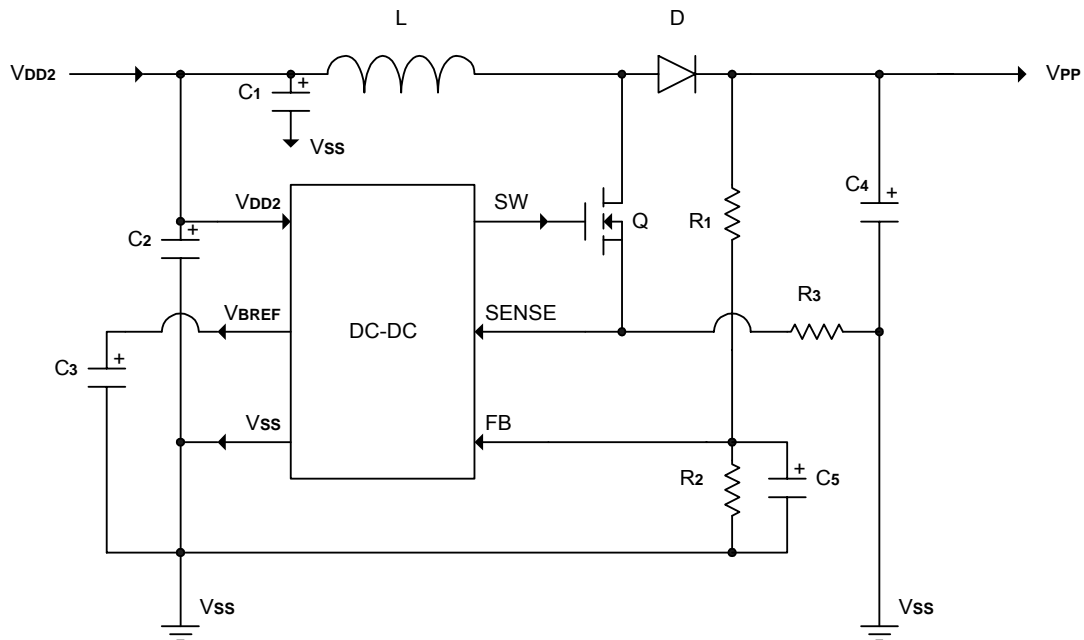 L
D
VDD2
VPP
C1
+
VSS
C4
+
VDD2
SW
+
C2
Q
R1
R3
VBREF
SENSE
DC-DC
C3
+
VSS
FB
R2
+
C5
VSS
VSS